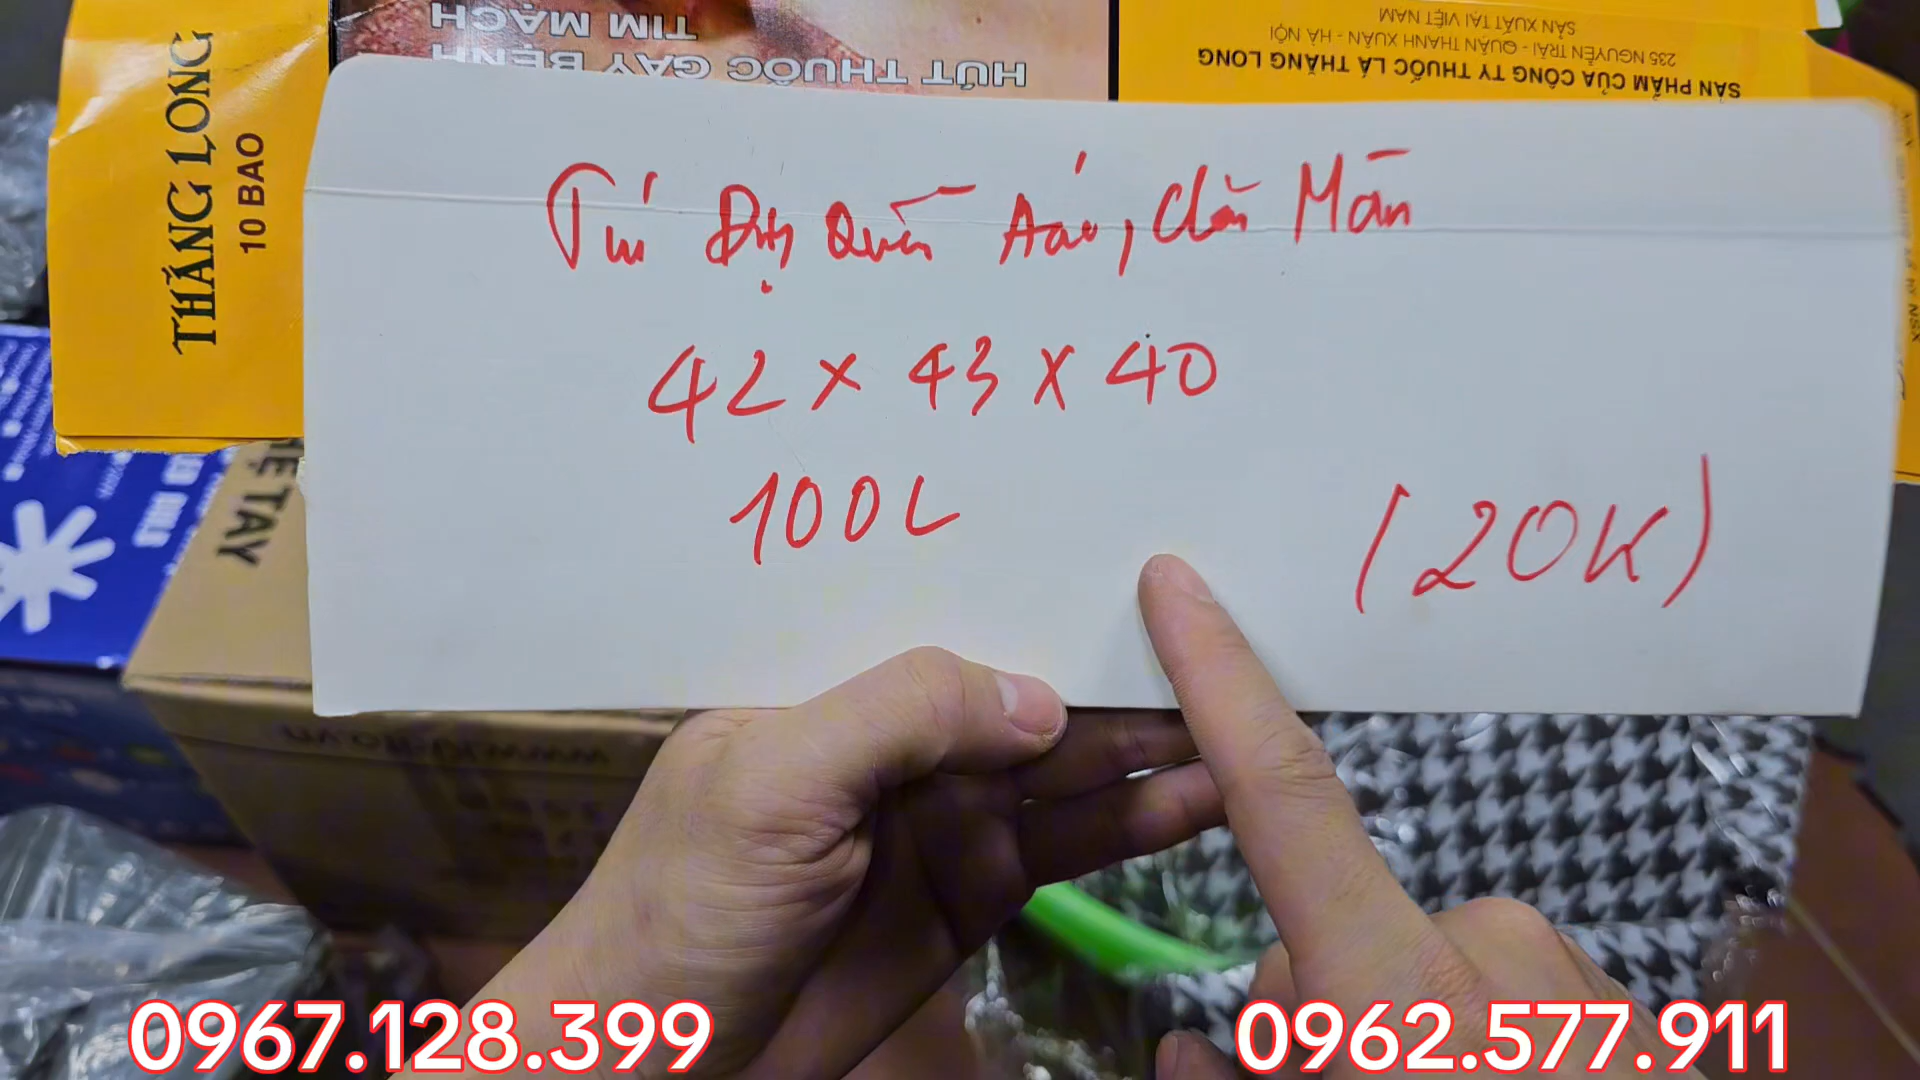 TIM MẠCH
HÚT THUỐC GÂY BỆNH
SẢN XUẤT TẠI VIỆT NAM
235 NGUYỄN TRÃI - QUẬN THANH XUÂN - HÀ NỘI
SẢN PHẨM CỦA CÔNG TY THUỐC LÁ THĂNG LONG
THĂNG LONG
10 BAO
Túi Đựng Quần Áo, Chăn Màn
42 x 43 x 40
100L
(20K)
TAY
0967.128.399
0962.577.911